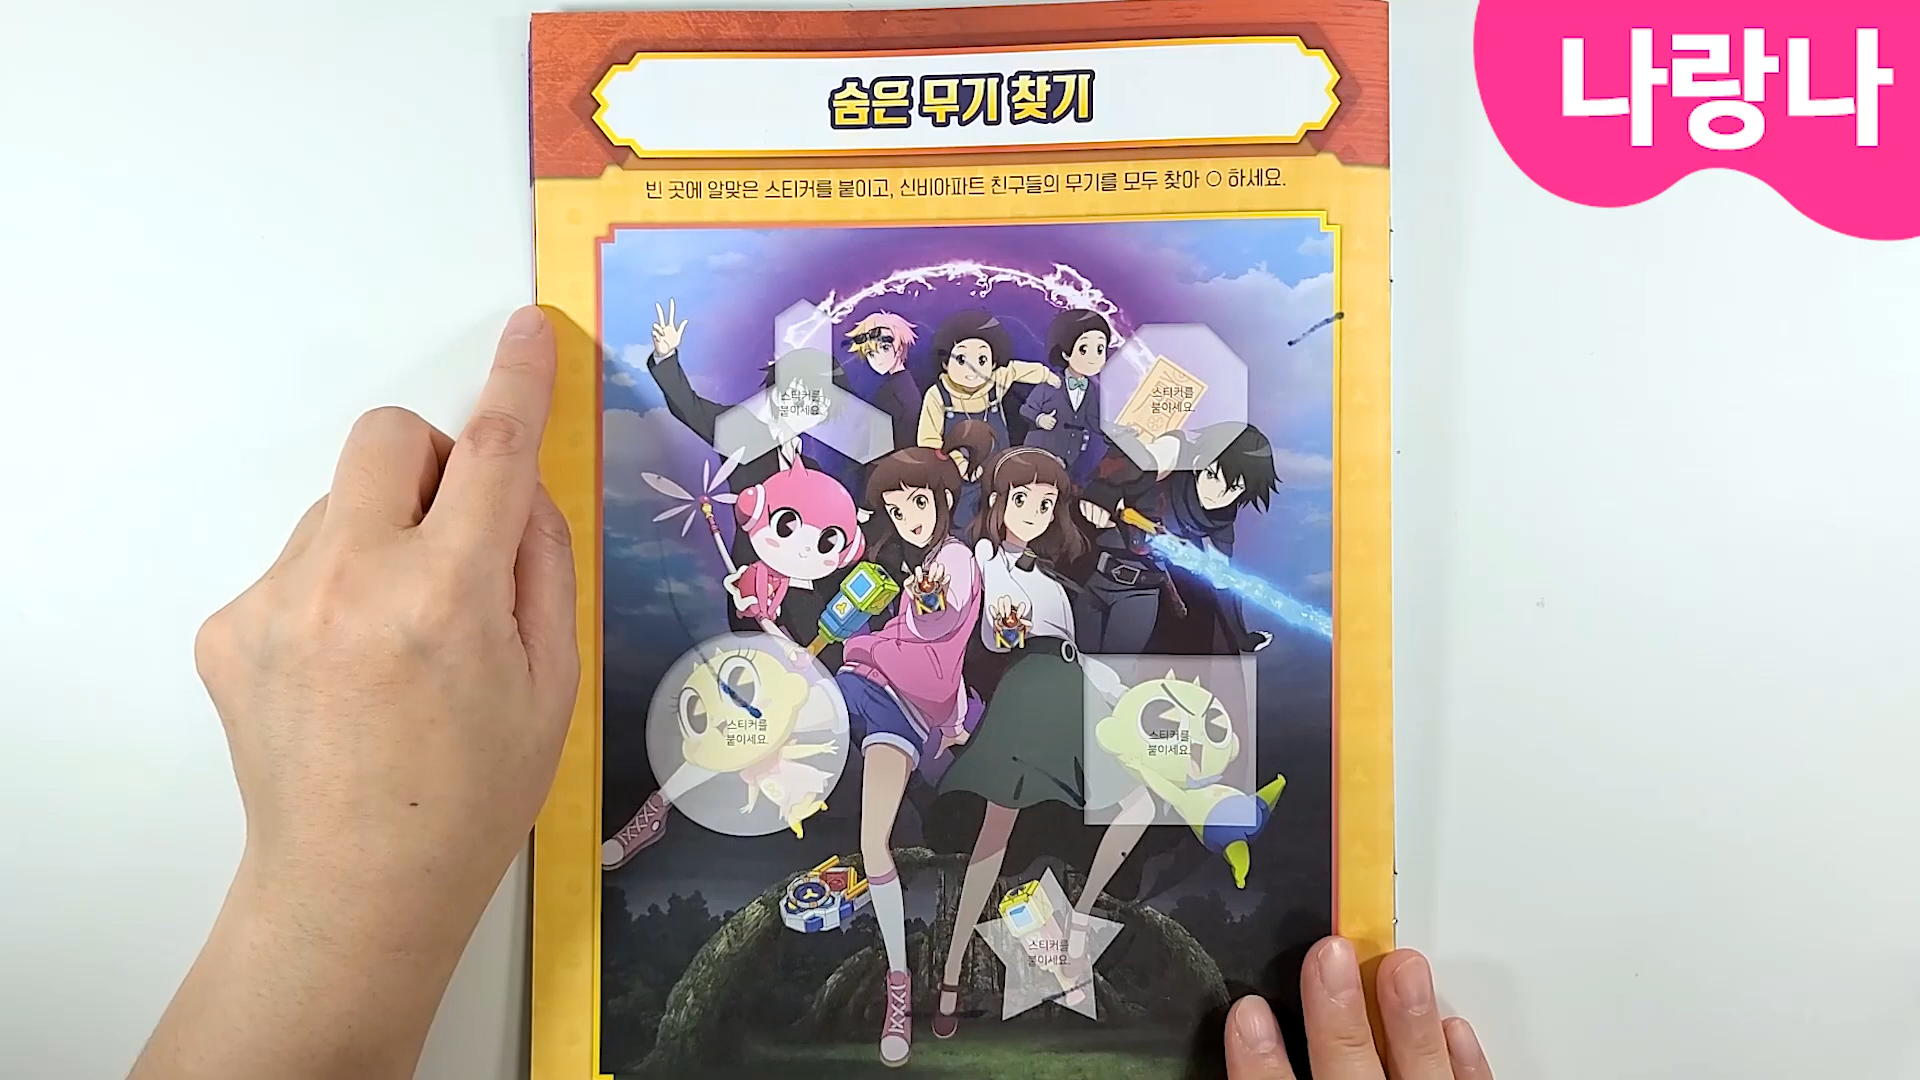 나랑나
숨은 무기 찾기
빈 곳에 알맞은 스티커를 붙이고, 신비아파트 친구들의 무기를 모두 찾아 ○ 하세요.
스티커를
붙이세요.
스티커를
붙이세요.
스티커를
붙이세요.
스티커를
붙이세요.
스티커를
붙이세요.